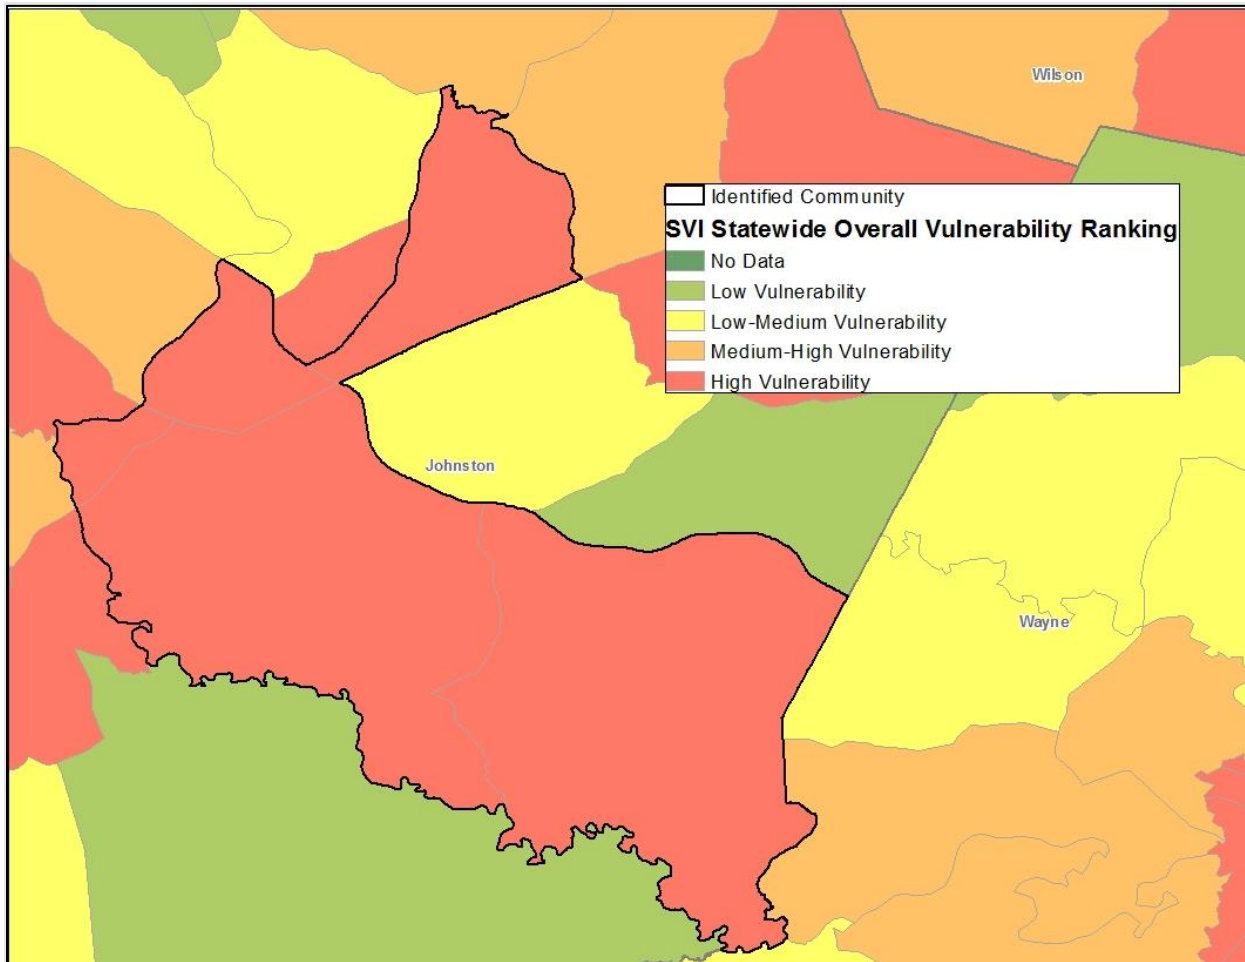 Wilson
Identified Community
SVI Statewide Overall Vulnerability Ranking
No Data
Low Vulnerability
Low-Medium Vulnerability
Medium-High Vulnerability
High Vulnerability
Johnston
Wayne